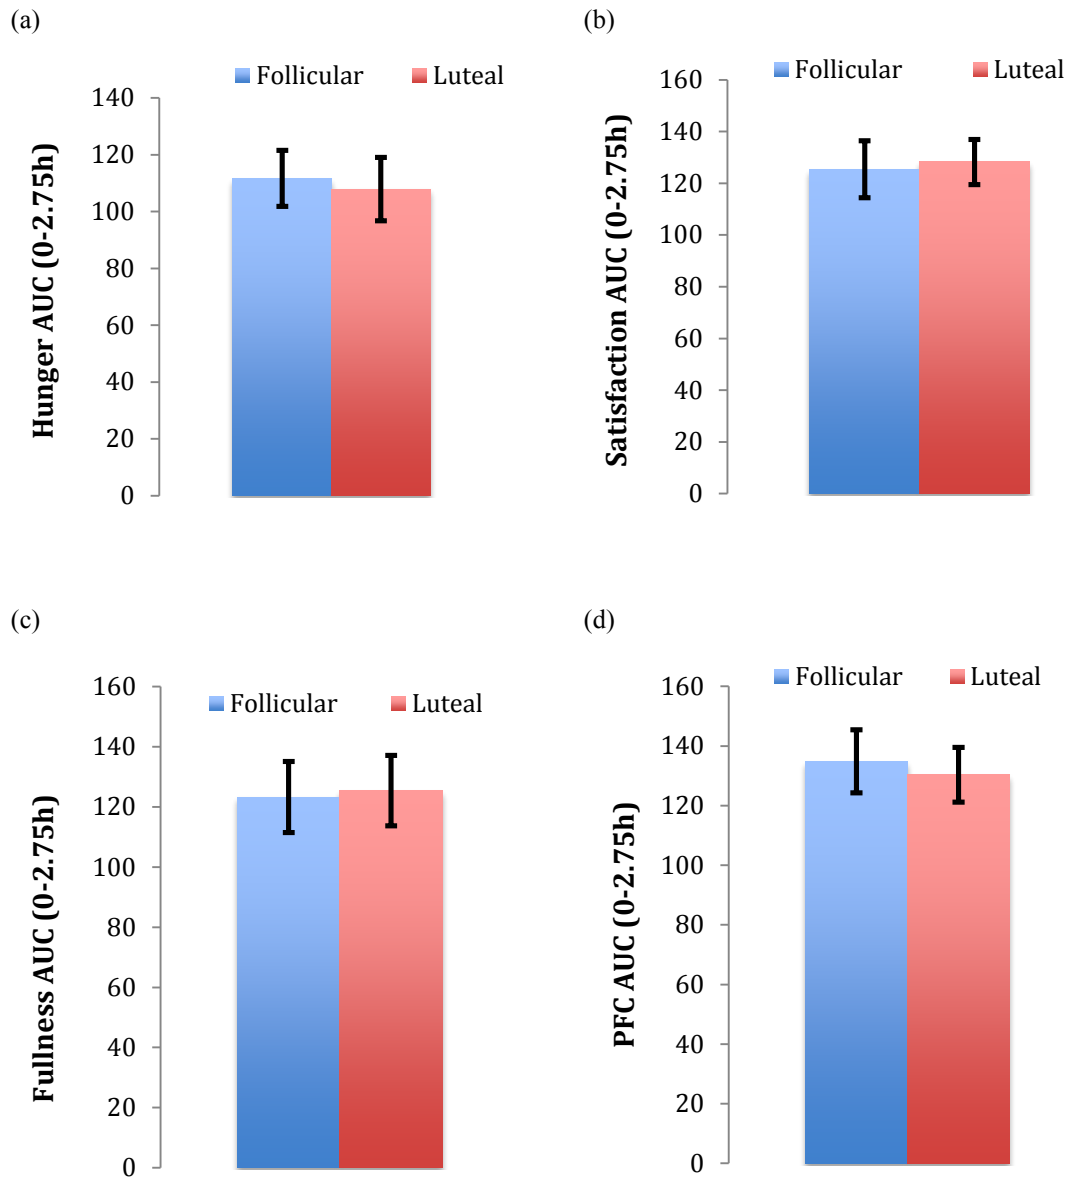 (a)
Follicular Luteal
Hunger AUC (0-2.75h)
140
120
100
80
60
40
20
0
(b)
Follicular Luteal
Satisfaction AUC (0-2.75h)
160
140
120
100
80
60
40
20
0
(c)
Follicular Luteal
Fullness AUC (0-2.75h)
160
140
120
100
80
60
40
20
0
(d)
Follicular Luteal
PFC AUC (0-2.75h)
160
140
120
100
80
60
40
20
0